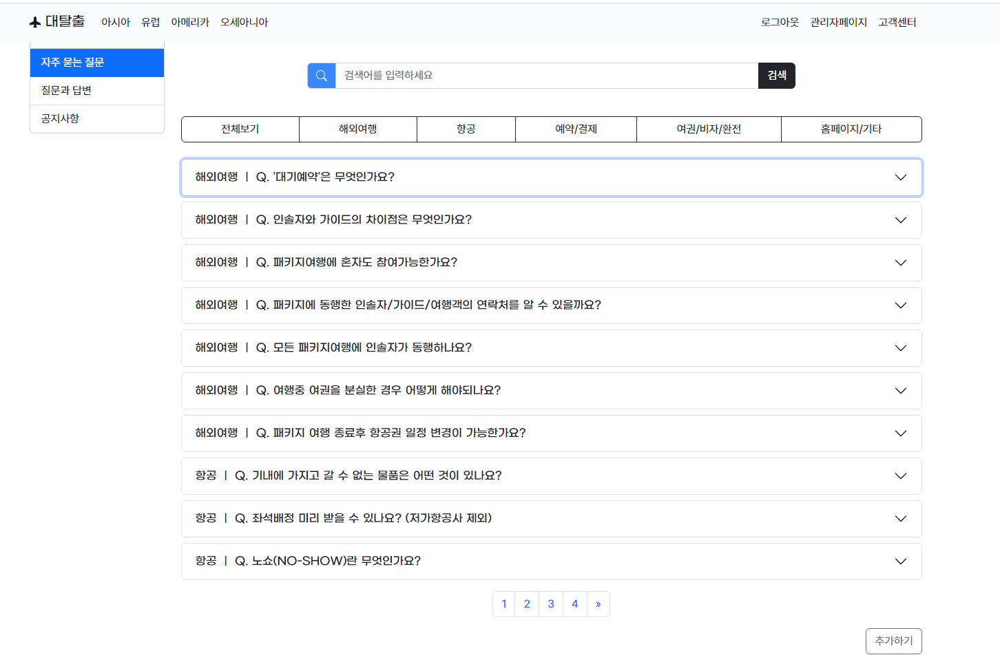 대탈출 아시아 유럽 아메리카 오세아니아 로그아웃 관리자페이지 고객센터
자주 묻는 질문
질문과 답변
공지사항
검색어를 입력하세요 검색
전체보기 해외여행 항공 예약/결제 여권/비자/환전 홈페이지/기타
해외여행 | Q. '대기예약'은 무엇인가요?
해외여행 | Q. 인솔자와 가이드의 차이점은 무엇인가요?
해외여행 | Q. 패키지여행에 혼자도 참여가능한가요?
해외여행 | Q. 패키지에 동행한 인솔자/가이드/여행객의 연락처를 알 수 있을까요?
해외여행 | Q. 모든 패키지여행에 인솔자가 동행하나요?
해외여행 | Q. 여행중 여권을 분실한 경우 어떻게 해야되나요?
해외여행 | Q. 패키지 여행 종료후 항공권 일정 변경이 가능한가요?
항공 | Q. 기내에 가지고 갈 수 없는 물품은 어떤 것이 있나요?
항공 | Q. 좌석배정 미리 받을 수 있나요? (저가항공사 제외)
항공 | Q. 노쇼(NO-SHOW)란 무엇인가요?
1 2 3 4 »
추가하기